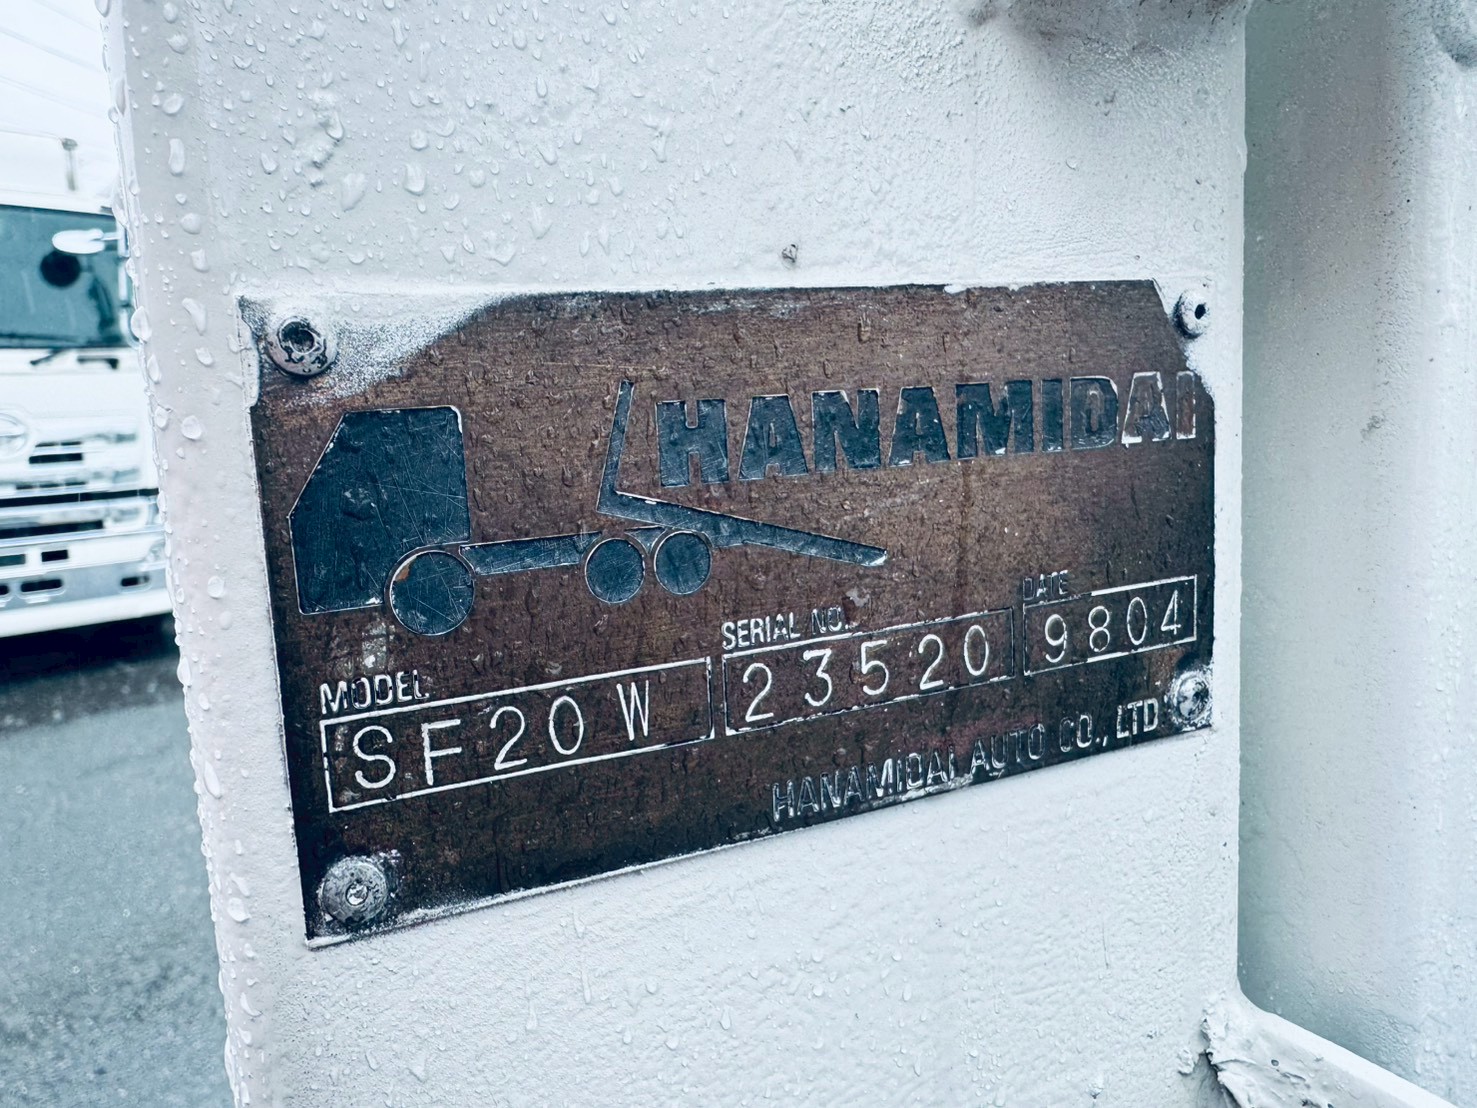 HANAMIDAI
MODEL SERIAL NO. DATE
SF20W 23520 9804
HANAMIDAI AUTO CO., LTD